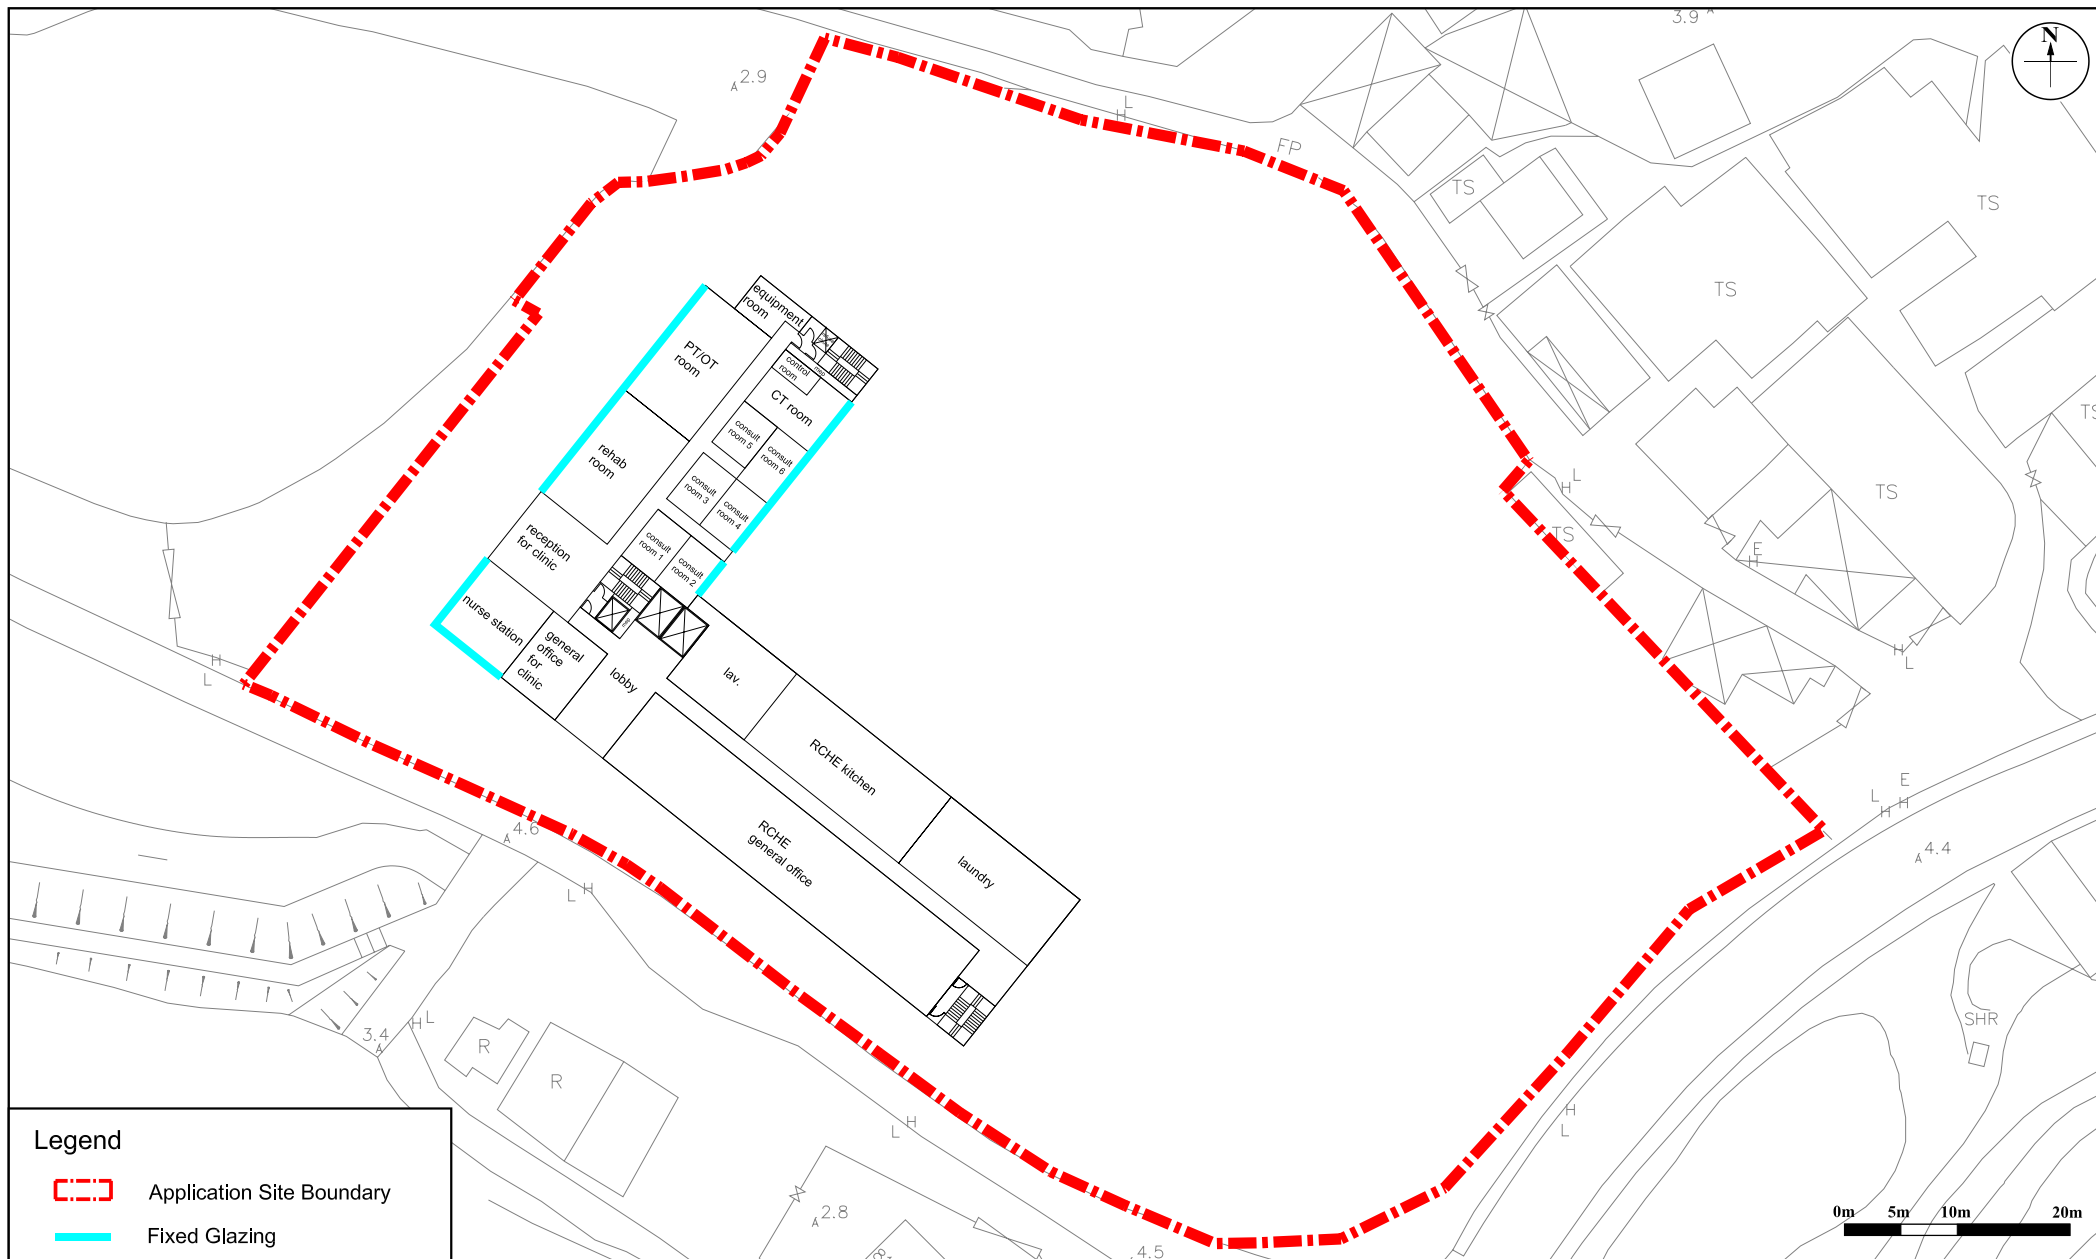 3.9
N
2.9
L
H
FP
TS
TS
TS
equipment
room
PT/OT
room
control
room
CT room
TS
consult
room 5
consult
room 6
rehab
room
consult
room 3
consult
room 4
L
H
TS
TS
reception
for clinic
consult
room 1
consult
room 2
E
H
nurse station
general
office
for
clinic
lobby
lav.
H
L
H
L
RCHE kitchen
RCHE
general office
laundry
E
L
H
H
4.6
4.4
H
L
3.4
H
L
R
R
SHR
H
L
H
L
2.8
4.5
Legend
Application Site Boundary
Fixed Glazing
0m
5m
10m
20m